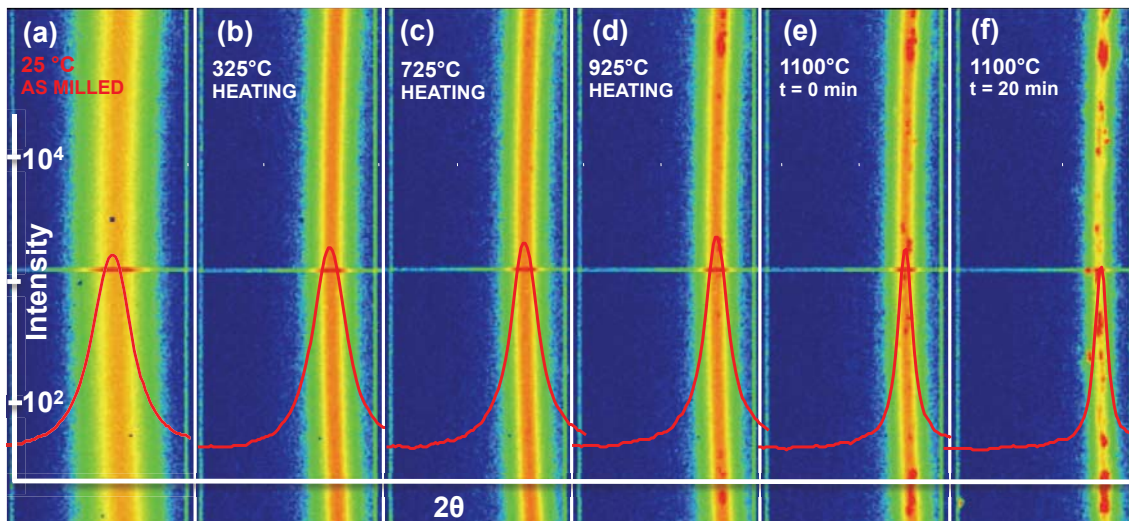 (a)
25 °C
AS MILLED
(b)
325°C
HEATING
(c)
725°C
HEATING
(d)
925°C
HEATING
(e)
1100°C
t = 0 min
(f)
1100°C
t = 20 min
10⁴
Intensity
10²
2θ